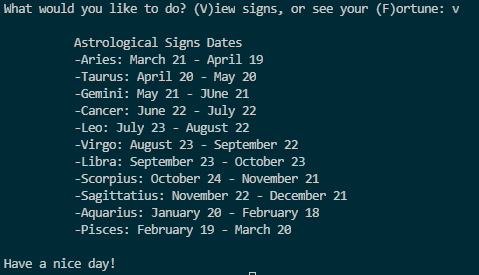 What would you like to do? (V)iew signs, or see your (F)ortune: v
Astrological Signs Dates
-Aries: March 21 - April 19
-Taurus: April 20 - May 20
-Gemini: May 21 - JUne 21
-Cancer: June 22 - July 22
-Leo: July 23 - August 22
-Virgo: August 23 - September 22
-Libra: September 23 - October 23
-Scorpius: October 24 - November 21
-Sagittatius: November 22 - December 21
-Aquarius: January 20 - February 18
-Pisces: February 19 - March 20
Have a nice day!